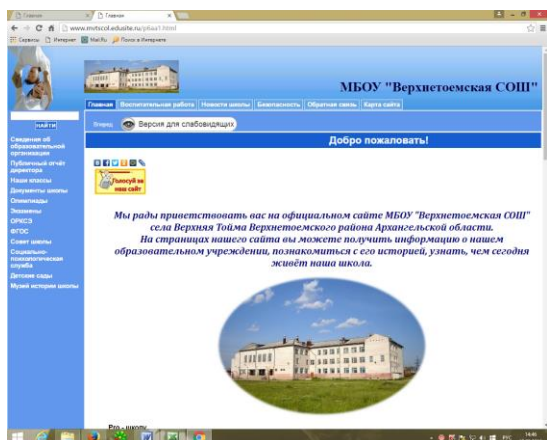 Главная
Главная
www.mvtscol.edusite.ru/p6aa1.html
Сервисы
Интернет
Mail.Ru
Поиск в Интернете
МБОУ "Верхнетоемская СОШ"
Главная Воспитательная работа Новости школы Безопасность Обратная связь Карта сайта
Вперед Версия для слабовидящих
НАЙТИ
Добро пожаловать!
Сведения об
образовательной
организации
Публичный отчёт
директора
Наши классы
Документы школы
Олимпиады
Экзамены
ОРКСЭ
ФГОС
Совет школы
Социально-
психологическая
служба
Детские сады
Музей истории школы
Голосуй за
наш сайт
Мы рады приветствовать вас на официальном сайте МБОУ "Верхнетоемская СОШ"
села Верхняя Тойма Верхнетоемского района Архангельской области.
На страницах нашего сайта вы можете получить информацию о нашем
образовательном учреждении, познакомиться с его историей, узнать, чем сегодня
живёт наша школа.
Pro - школу